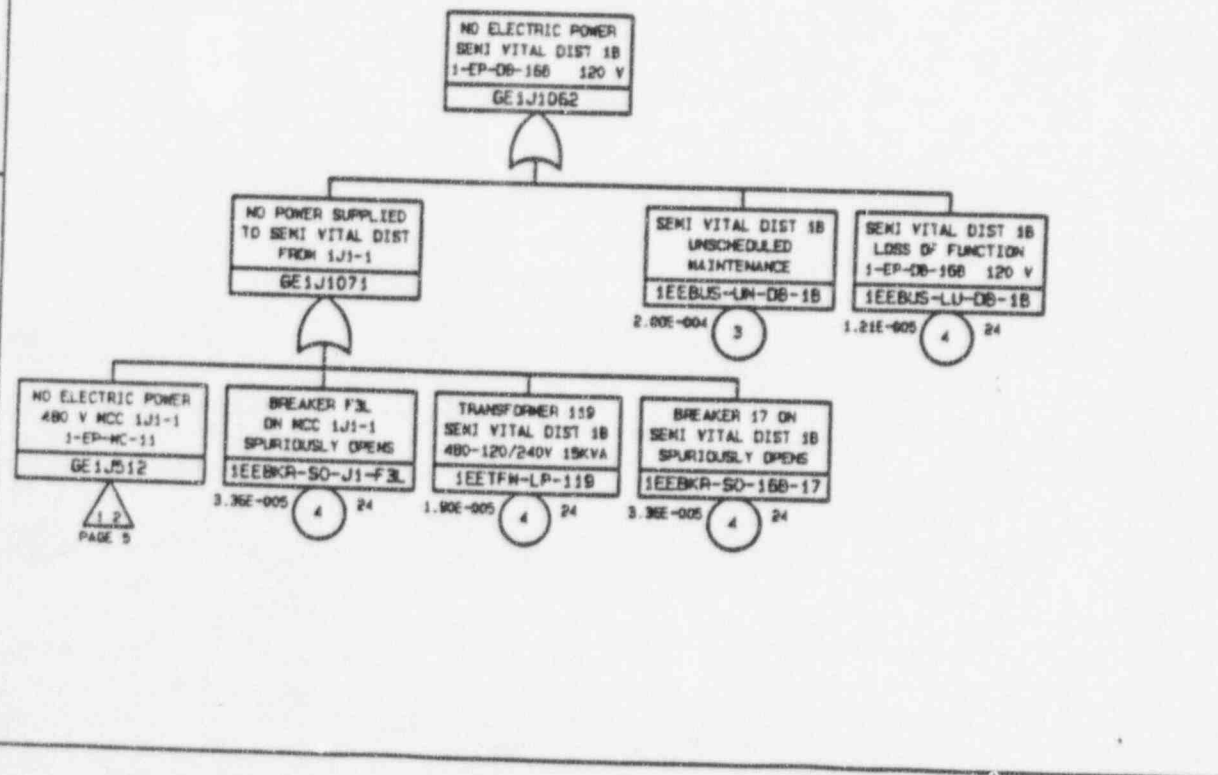 NO ELECTRIC POWER
SEMI VITAL DIST 1B
1-EP-DB-16B 120 V
GE1J1062
NO POWER SUPPLIED
TO SEMI VITAL DIST
FROM 1J1-1
GE1J1071
SEMI VITAL DIST 1B
UNSCHEDULED
MAINTENANCE
1EEBUS-UM-DB-1B
2.00E-004
3
SEMI VITAL DIST 1B
LOSS OF FUNCTION
1-EP-DB-16B 120 V
1EEBUS-LU-DB-1B
1.21E-005
4
24
NO ELECTRIC POWER
480 V MCC 1J1-1
1-EP-MC-11
GE1J512
1.2
PAGE 5
BREAKER F3L
ON MCC 1J1-1
SPURIOUSLY OPENS
1EEBKR-SO-J1-F3L
3.36E-005
4
24
TRANSFORMER 119
SEMI VITAL DIST 1B
480-120/240V 15KVA
1EETFM-LP-119
1.90E-005
4
24
BREAKER 17 ON
SEMI VITAL DIST 1B
SPURIOUSLY OPENS
1EEBKR-SO-16B-17
3.36E-005
4
24